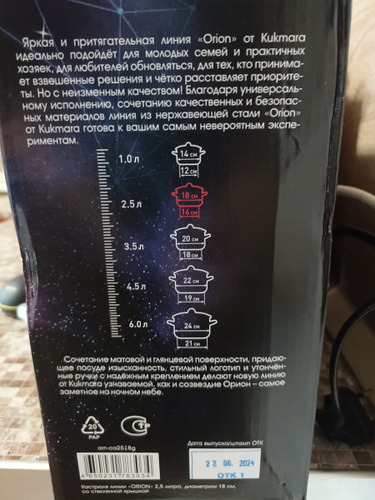 Яркая и притягательная линия «Orion» от Kukmara
идеально подойдёт для молодых семей и практичных
хозяек, для любителей обновляться, для тех, кто принима-
ет взвешенные решения и чётко расставляет приорите-
ты. Но с неизменным качеством! Благодаря универсаль-
ному исполнению, сочетанию качественных и безопас-
ных материалов линия из нержавеющей стали «Orion»
от Kukmara готова к вашим самым невероятным экспе-
риментам.
1.0 л
14 см
12 см
2.5 л
18 см
16 см
3.5 л
20 см
18 см
4.5 л
22 см
19 см
6.0 л
24 см
21 см
Сочетание матовой и глянцевой поверхности, придаю-
щее посуде изысканность, стильный логотип и утончён-
ные ручки с надёжным креплением делают новую линию
от Kukmara узнаваемой, как и созвездие Орион – самое
заметное на ночном небе.
20
PAP
orn-ca2518g
Дата выпуска/штамп ОТК
27. 06. 2024
ОТК 1
Кастрюля линии «ORION» 2,5 литра, диаметром 18 см,
со стеклянной крышкой